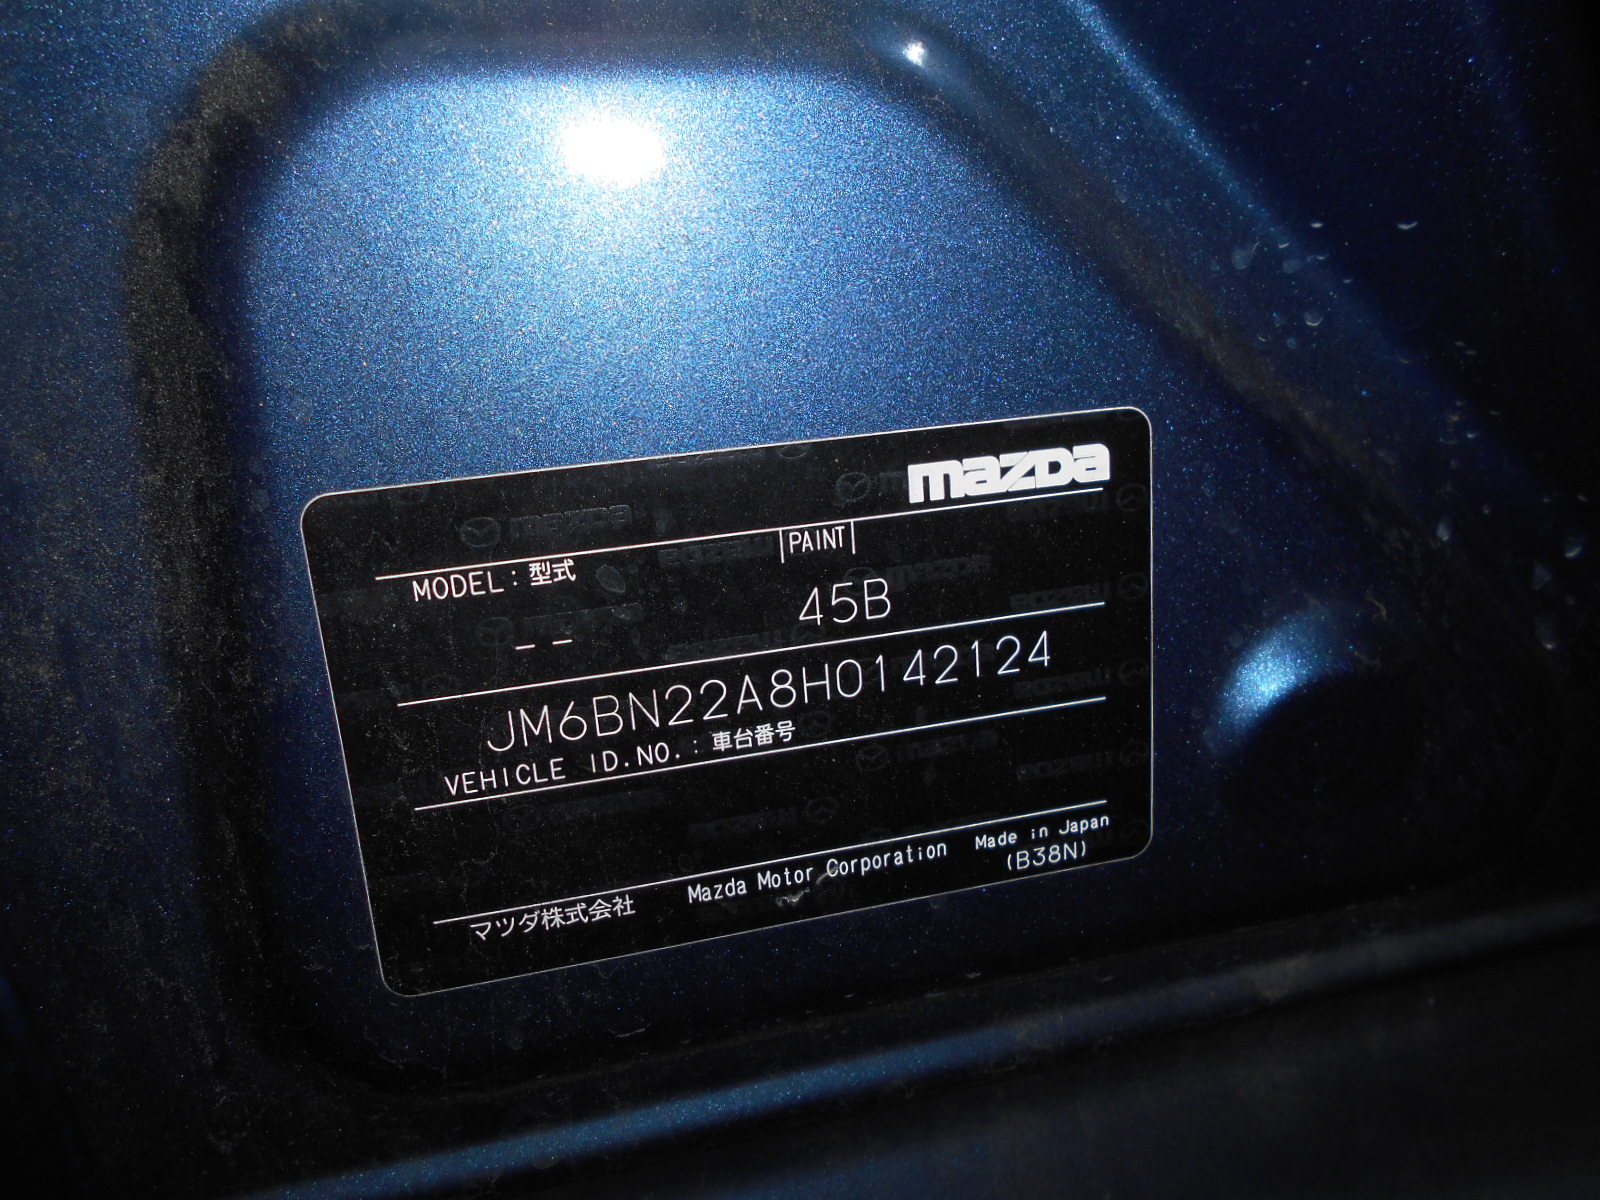 mazda
MODEL : 型式
PAINT
-- 45B
JM6BN22A8H0142124
VEHICLE ID.NO. : 車台番号
マツダ株式会社 Mazda Motor Corporation Made in Japan
(B38N)